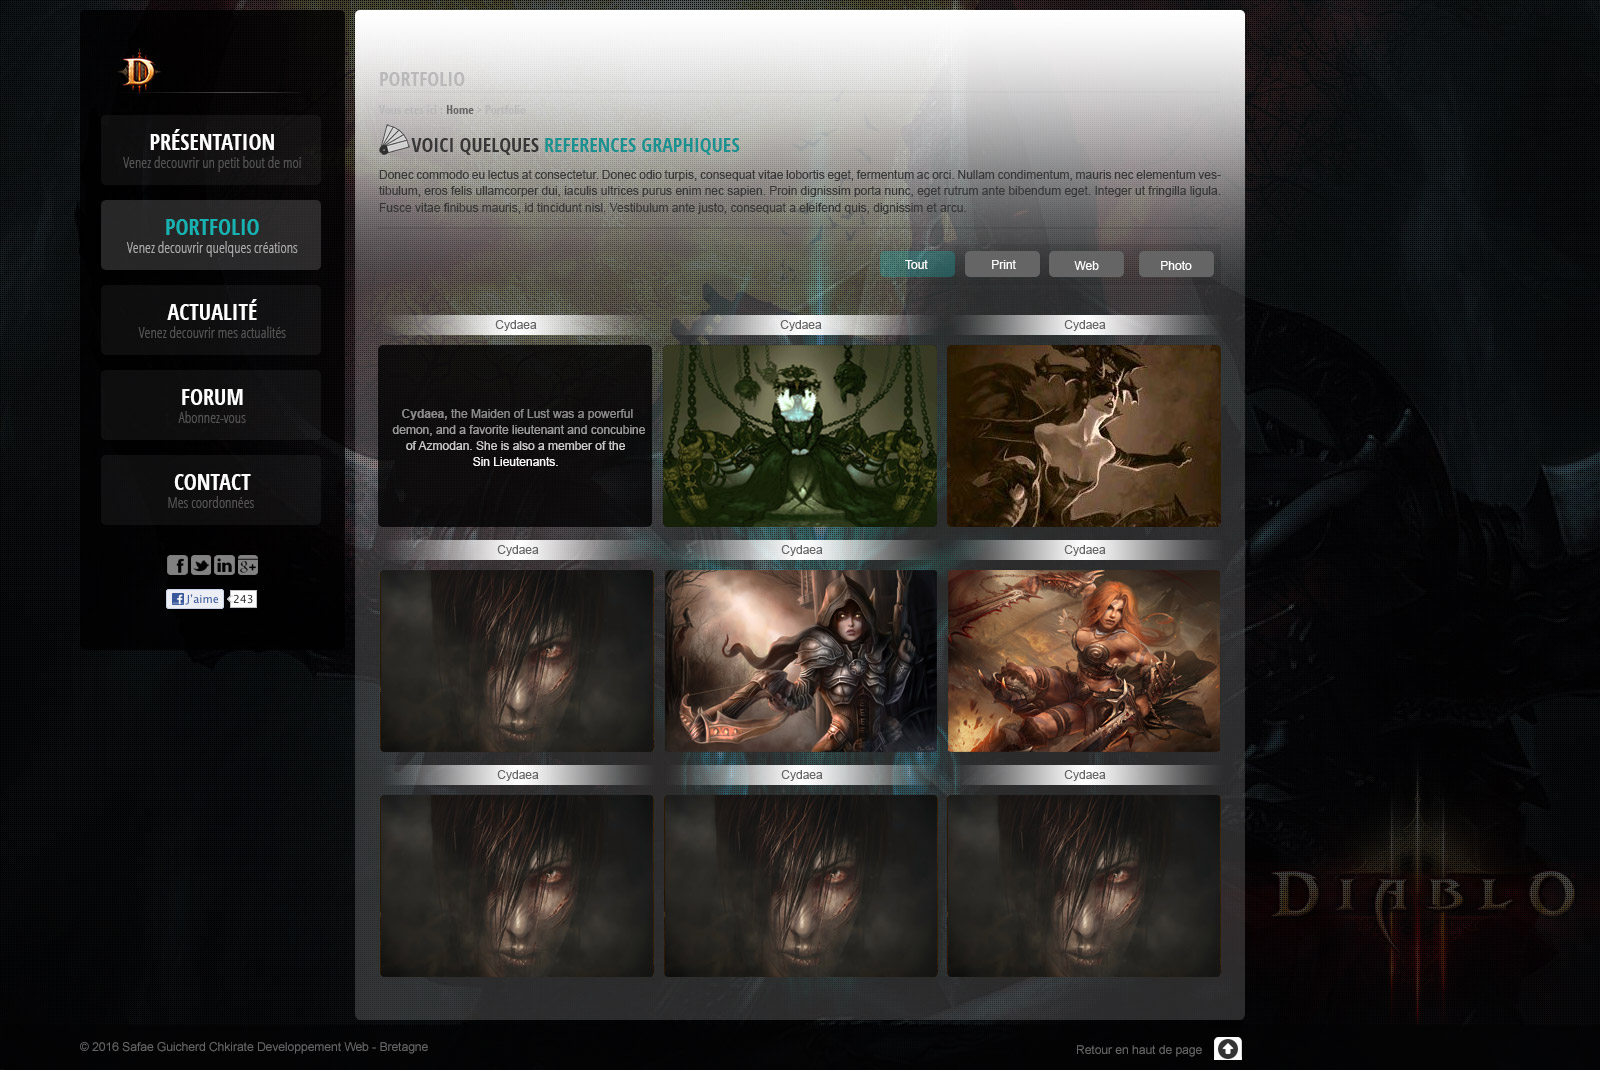 D
PRÉSENTATION
Venez decouvrir un petit bout de moi
PORTFOLIO
Venez decouvrir quelques créations
ACTUALITÉ
Venez decouvrir mes actualités
FORUM
Abonnez-vous
CONTACT
Mes coordonnées
J'aime 243
PORTFOLIO
Vous etes ici : Home > Portfolio
VOICI QUELQUES REFERENCES GRAPHIQUES
Donec commodo eu lectus at consectetur. Donec odio turpis, consequat vitae lobortis eget, fermentum ac orci. Nullam condimentum, mauris nec elementum ves-
tibulum, eros felis ullamcorper dui, iaculis ultrices purus enim nec sapien. Proin dignissim porta nunc, eget rutrum ante bibendum eget. Integer ut fringilla ligula.
Fusce vitae finibus mauris, id tincidunt nisl. Vestibulum ante justo, consequat a eleifend quis, dignissim et arcu.
Tout Print Web Photo
Cydaea Cydaea Cydaea
Cydaea, the Maiden of Lust was a powerful
demon, and a favorite lieutenant and concubine
of Azmodan. She is also a member of the
Sin Lieutenants.
Cydaea Cydaea Cydaea
Cydaea Cydaea Cydaea
DIABLO
© 2016 Safae Guicherd Chkirate Developpement Web - Bretagne
Retour en haut de page